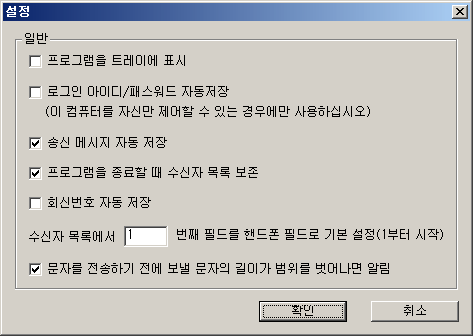 설정
일반
프로그램을 트레이에 표시
로그인 아이디/패스워드 자동저장
(이 컴퓨터를 자신만 제어할 수 있는 경우에만 사용하십시오)
송신 메시지 자동 저장
프로그램을 종료할 때 수신자 목록 보존
회신번호 자동 저장
수신자 목록에서 1 번째 필드를 핸드폰 필드로 기본 설정(1부터 시작)
문자를 전송하기 전에 보낼 문자의 길이가 범위를 벗어나면 알림
확인 취소